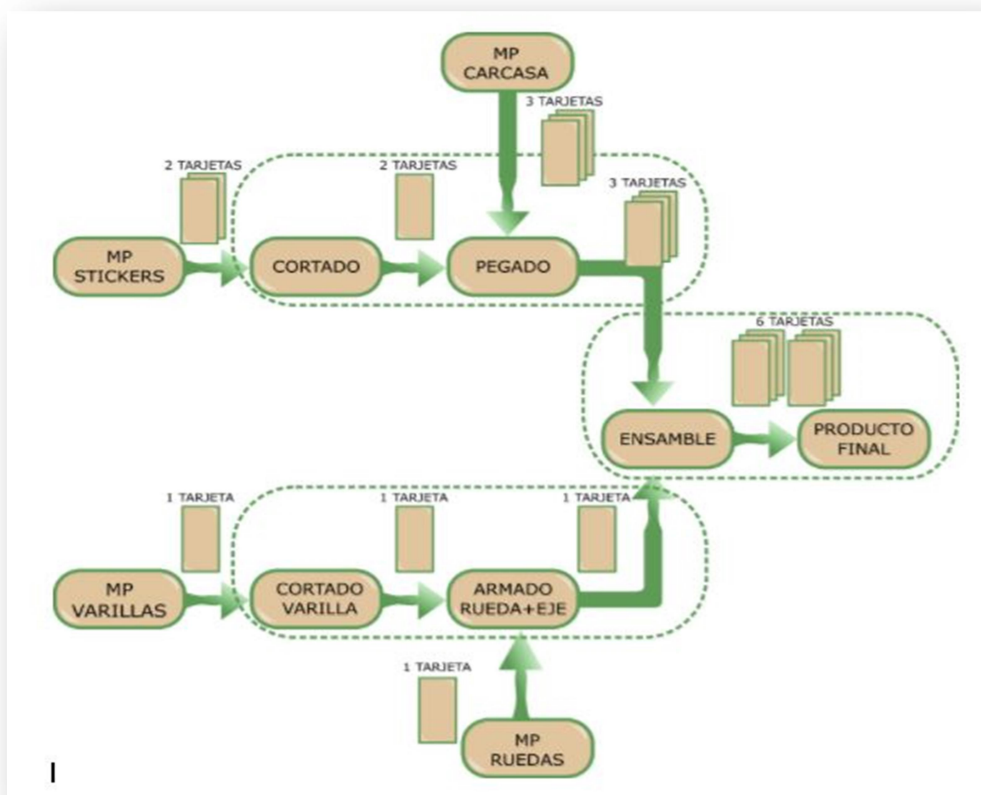 MP
CARCASA
3 TARJETAS
2 TARJETAS
2 TARJETAS
3 TARJETAS
MP
STICKERS
CORTADO
PEGADO
6 TARJETAS
ENSAMBLE
PRODUCTO
FINAL
1 TARJETA
1 TARJETA
1 TARJETA
MP
VARILLAS
CORTADO
VARILLA
ARMADO
RUEDA+EJE
1 TARJETA
MP
RUEDAS
I